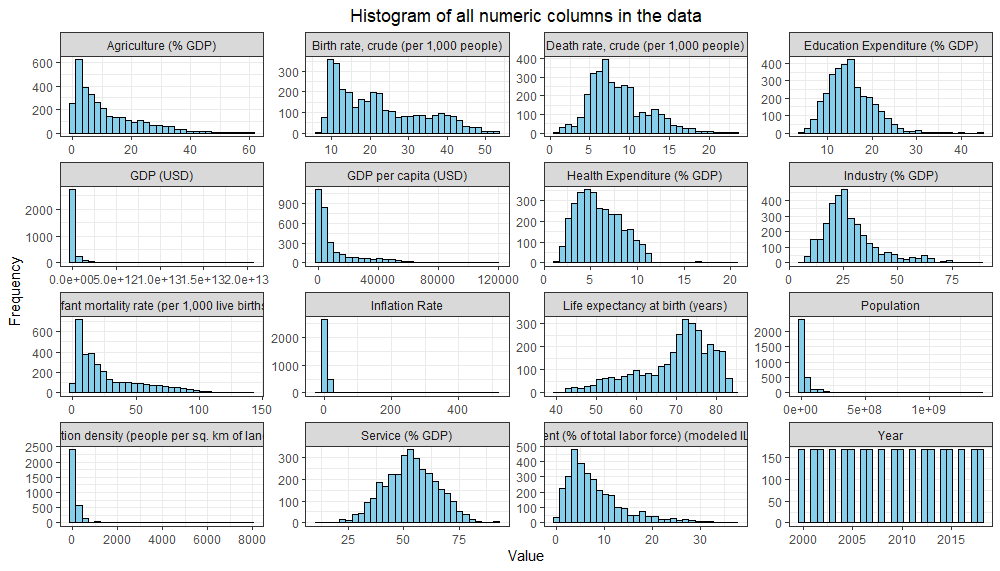 Histogram of all numeric columns in the data
Agriculture (% GDP)
Birth rate, crude (per 1,000 people)
Death rate, crude (per 1,000 people)
Education Expenditure (% GDP)
600
400
200
0
0 20 40 60
300
200
100
0
10 20 30 40 50
400
300
200
100
0
0 5 10 15 20
400
300
200
100
0
10 20 30 40
GDP (USD)
GDP per capita (USD)
Health Expenditure (% GDP)
Industry (% GDP)
2000
1000
0
0.0e+005.0e+121.0e+131.5e+132.0e+13
900
600
300
0
0 40000 80000 120000
300
200
100
0
0 5 10 15 20
400
300
200
100
0
0 25 50 75
fant mortality rate (per 1,000 live births
Inflation Rate
Life expectancy at birth (years)
Population
600
400
200
0
0 50 100 150
2000
1000
0
0 200 400
300
200
100
0
40 50 60 70 80
2000
1500
1000
500
0
0e+00 5e+08 1e+09
tion density (people per sq. km of lan
Service (% GDP)
ent (% of total labor force) (modeled IL
Year
2500
2000
1500
1000
500
0
0 2000 4000 6000 8000
300
200
100
0
25 50 75
500
400
300
200
100
0
0 10 20 30
150
100
50
0
2000 2005 2010 2015
Frequency
Value